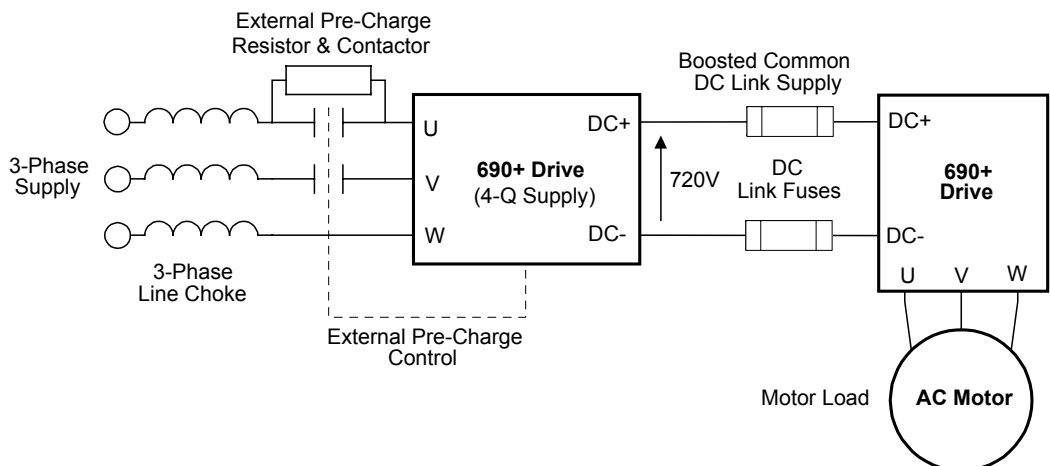 External Pre-Charge
Resistor & Contactor
3-Phase
Supply
3-Phase
Line Choke
External Pre-Charge
Control
U
V
W
690+ Drive
(4-Q Supply)
DC+
DC-
720V
Boosted Common
DC Link Supply
DC
Link Fuses
DC+
DC-
690+
Drive
U V W
Motor Load
AC Motor